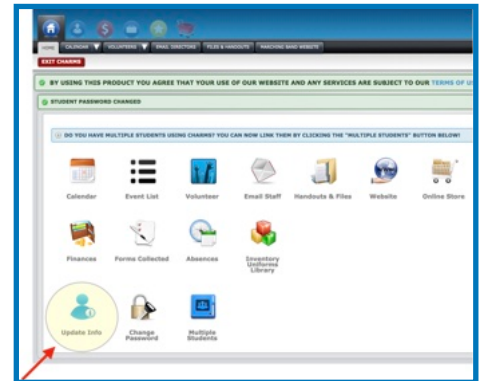 HOME CALENDAR VOLUNTEERS EMAIL DIRECTORS FILES & HANDOUTS MARCHING BAND WEBSITE
EXIT CHARMS
BY USING THIS PRODUCT YOU AGREE THAT YOUR USE OF OUR WEBSITE AND ANY SERVICES ARE SUBJECT TO OUR TERMS OF
STUDENT PASSWORD CHANGED
DO YOU HAVE MULTIPLE STUDENTS USING CHARMS? YOU CAN NOW LINK THEM BY CLICKING THE "MULTIPLE STUDENTS" BUTTON BELOW!
Calendar Event List Volunteer Email Staff Handouts & Files Website Online Store
Finances Forms Collected Absences Inventory
Uniforms
Library
Update Info Change Multiple
Password Students